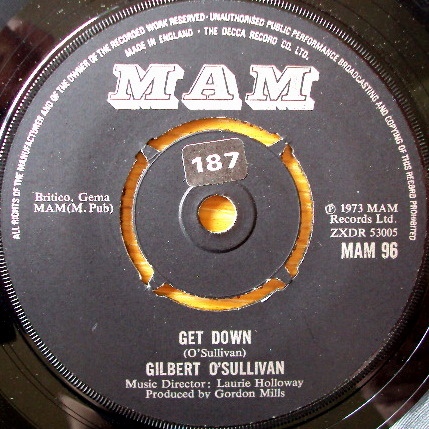 ALL RIGHTS OF THE MANUFACTURER AND OF THE OWNER OF THE RECORDED WORK RESERVED · UNAUTHORISED PUBLIC PERFORMANCE BROADCASTING AND COPYING OF THIS RECORD PROHIBITED
MADE IN ENGLAND · THE DECCA RECORD CO. LTD.
MAM
187
Britico, Gema
MAM(M. Pub)
℗ 1973 MAM
Records Ltd.
ZXDR 53005
MAM 96
GET DOWN
(O'Sullivan)
GILBERT O'SULLIVAN
Music Director: Laurie Holloway
Produced by Gordon Mills